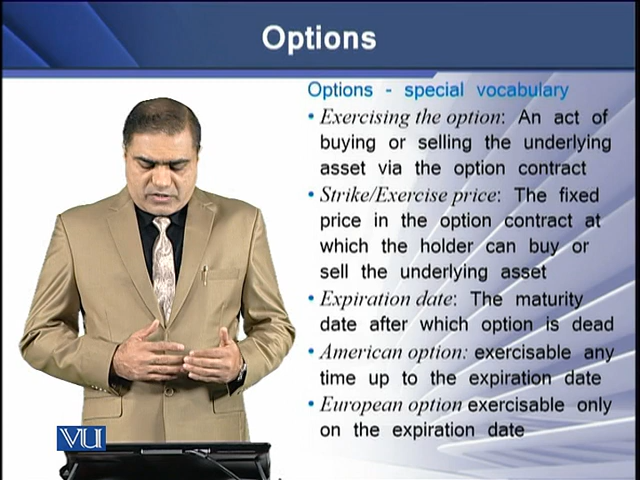 Options
Options - special vocabulary
• Exercising the option: An act of
buying or selling the underlying
asset via the option contract
• Strike/Exercise price: The fixed
price in the option contract at
which the holder can buy or
sell the underlying asset
• Expiration date: The maturity
date after which option is dead
• American option: exercisable any
time up to the expiration date
• European option exercisable only
on the expiration date
VU